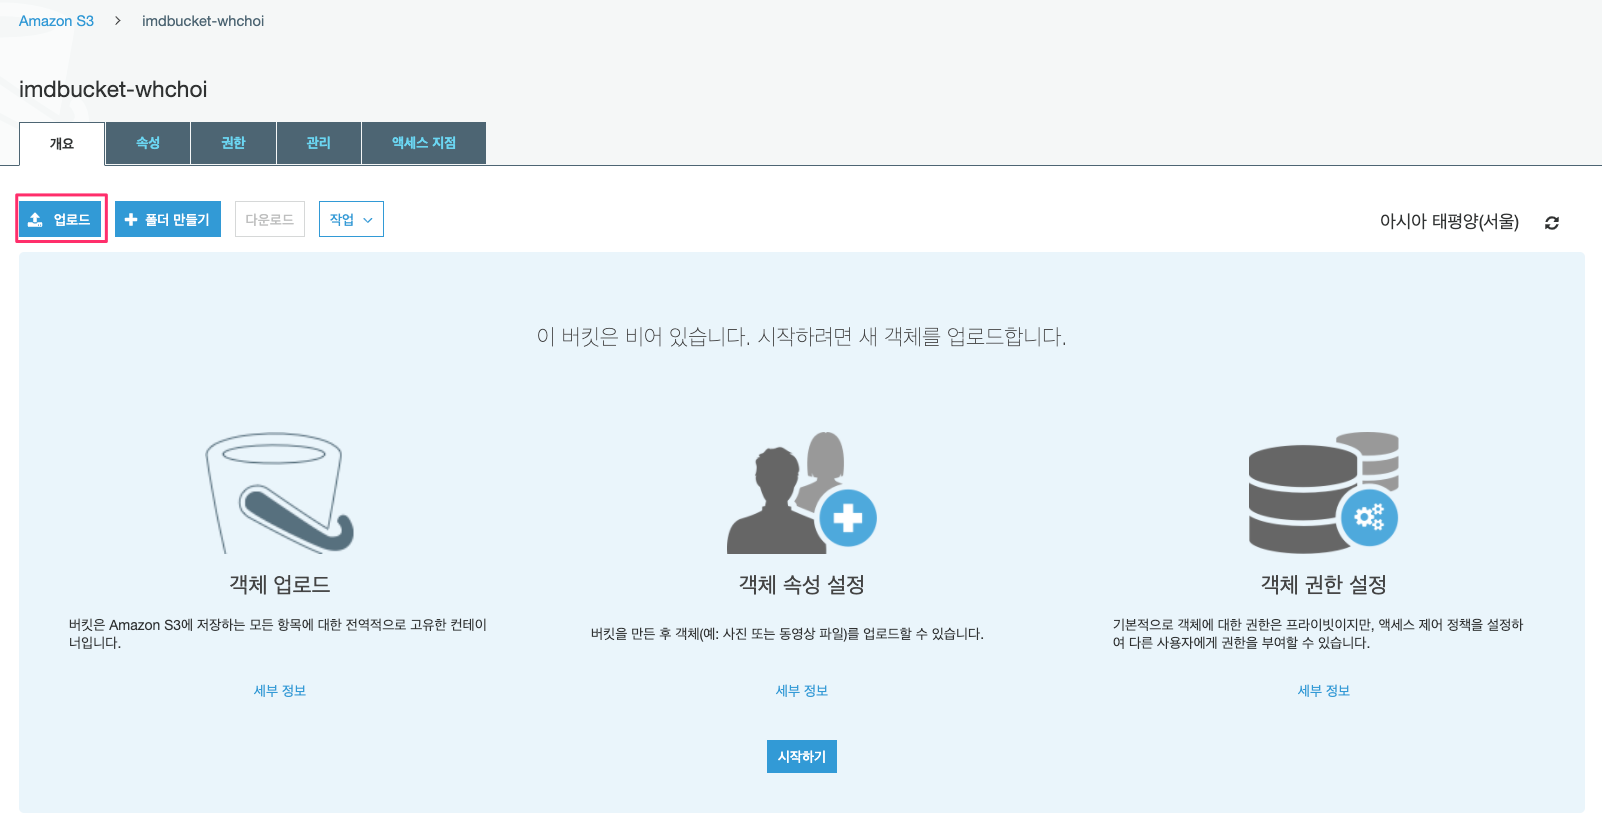 Amazon S3 > imdbucket-whchoi
imdbucket-whchoi
개요 속성 권한 관리 액세스 지점
업로드 폴더 만들기 다운로드 작업 아시아 태평양(서울)
이 버킷은 비어 있습니다. 시작하려면 새 객체를 업로드합니다.
객체 업로드
버킷은 Amazon S3에 저장하는 모든 항목에 대한 전역적으로 고유한 컨테이
너입니다.
세부 정보
객체 속성 설정
버킷을 만든 후 객체(예: 사진 또는 동영상 파일)를 업로드할 수 있습니다.
세부 정보
객체 권한 설정
기본적으로 객체에 대한 권한은 프라이빗이지만, 액세스 제어 정책을 설정하
여 다른 사용자에게 권한을 부여할 수 있습니다.
세부 정보
시작하기